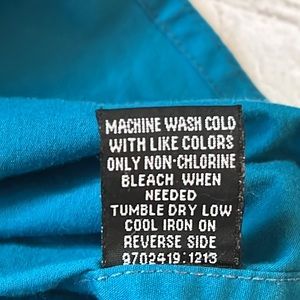 MACHINE WASH COLD
WITH LIKE COLORS
ONLY NON-CHLORINE
BLEACH WHEN
NEEDED
TUMBLE DRY LOW
COOL IRON ON
REVERSE SIDE
9702419:1213